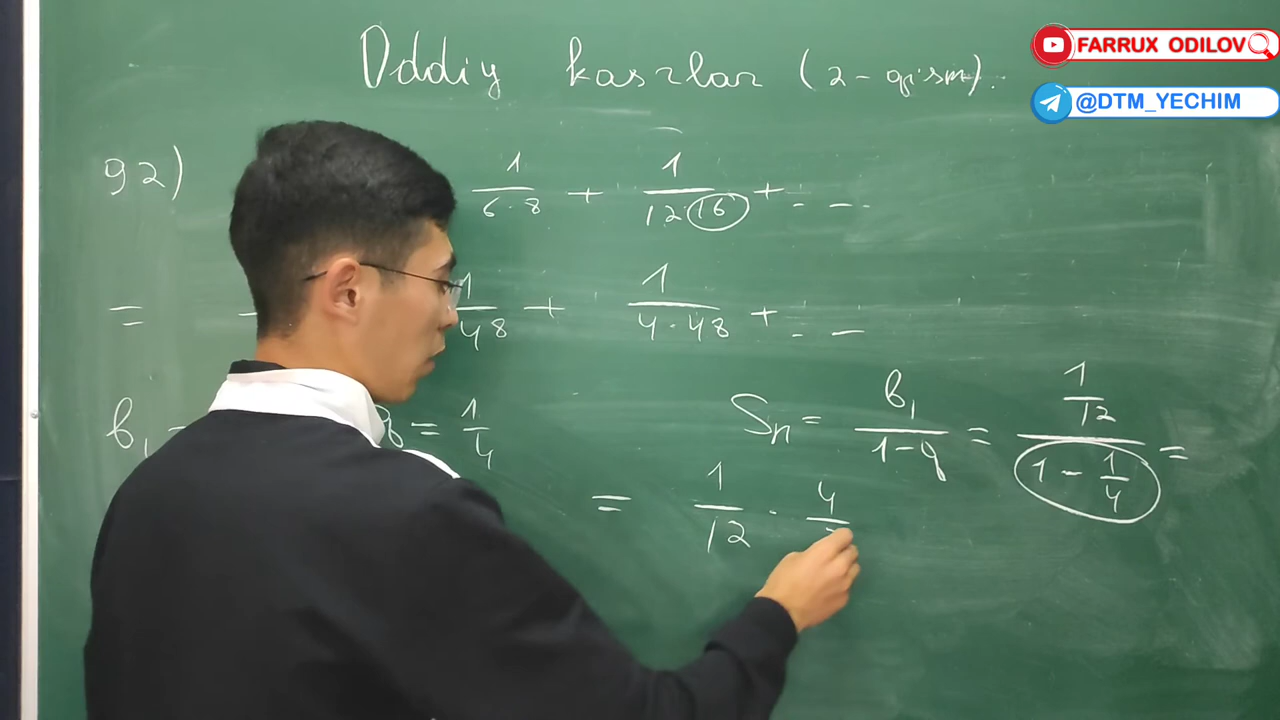 FARRUX ODILOV
@DTM_YECHIM
Oddiy kasrlar (2-qism).
92) 1/(6·8) + 1/(12·16) + - - -
= 1/48 + 1/(4·48) + - - -
b₁ = q = 1/4
Sn = b₁/(1-q) = (1/12)/(1 - 1/4) =
= 1/12 · 4/